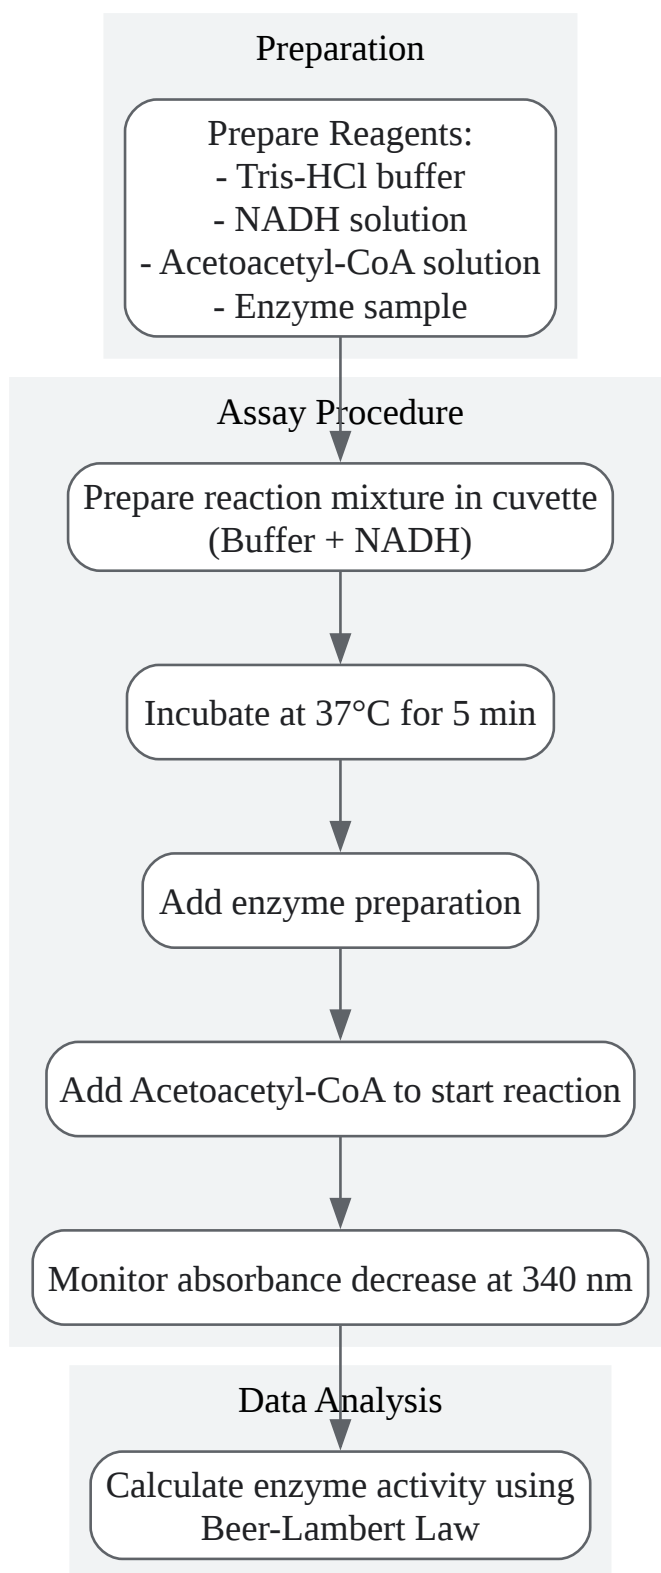 Preparation
Prepare Reagents:
- Tris-HCl buffer
- NADH solution
- Acetoacetyl-CoA solution
- Enzyme sample
Assay Procedure
Prepare reaction mixture in cuvette
(Buffer + NADH)
Incubate at 37°C for 5 min
Add enzyme preparation
Add Acetoacetyl-CoA to start reaction
Monitor absorbance decrease at 340 nm
Data Analysis
Calculate enzyme activity using
Beer-Lambert Law